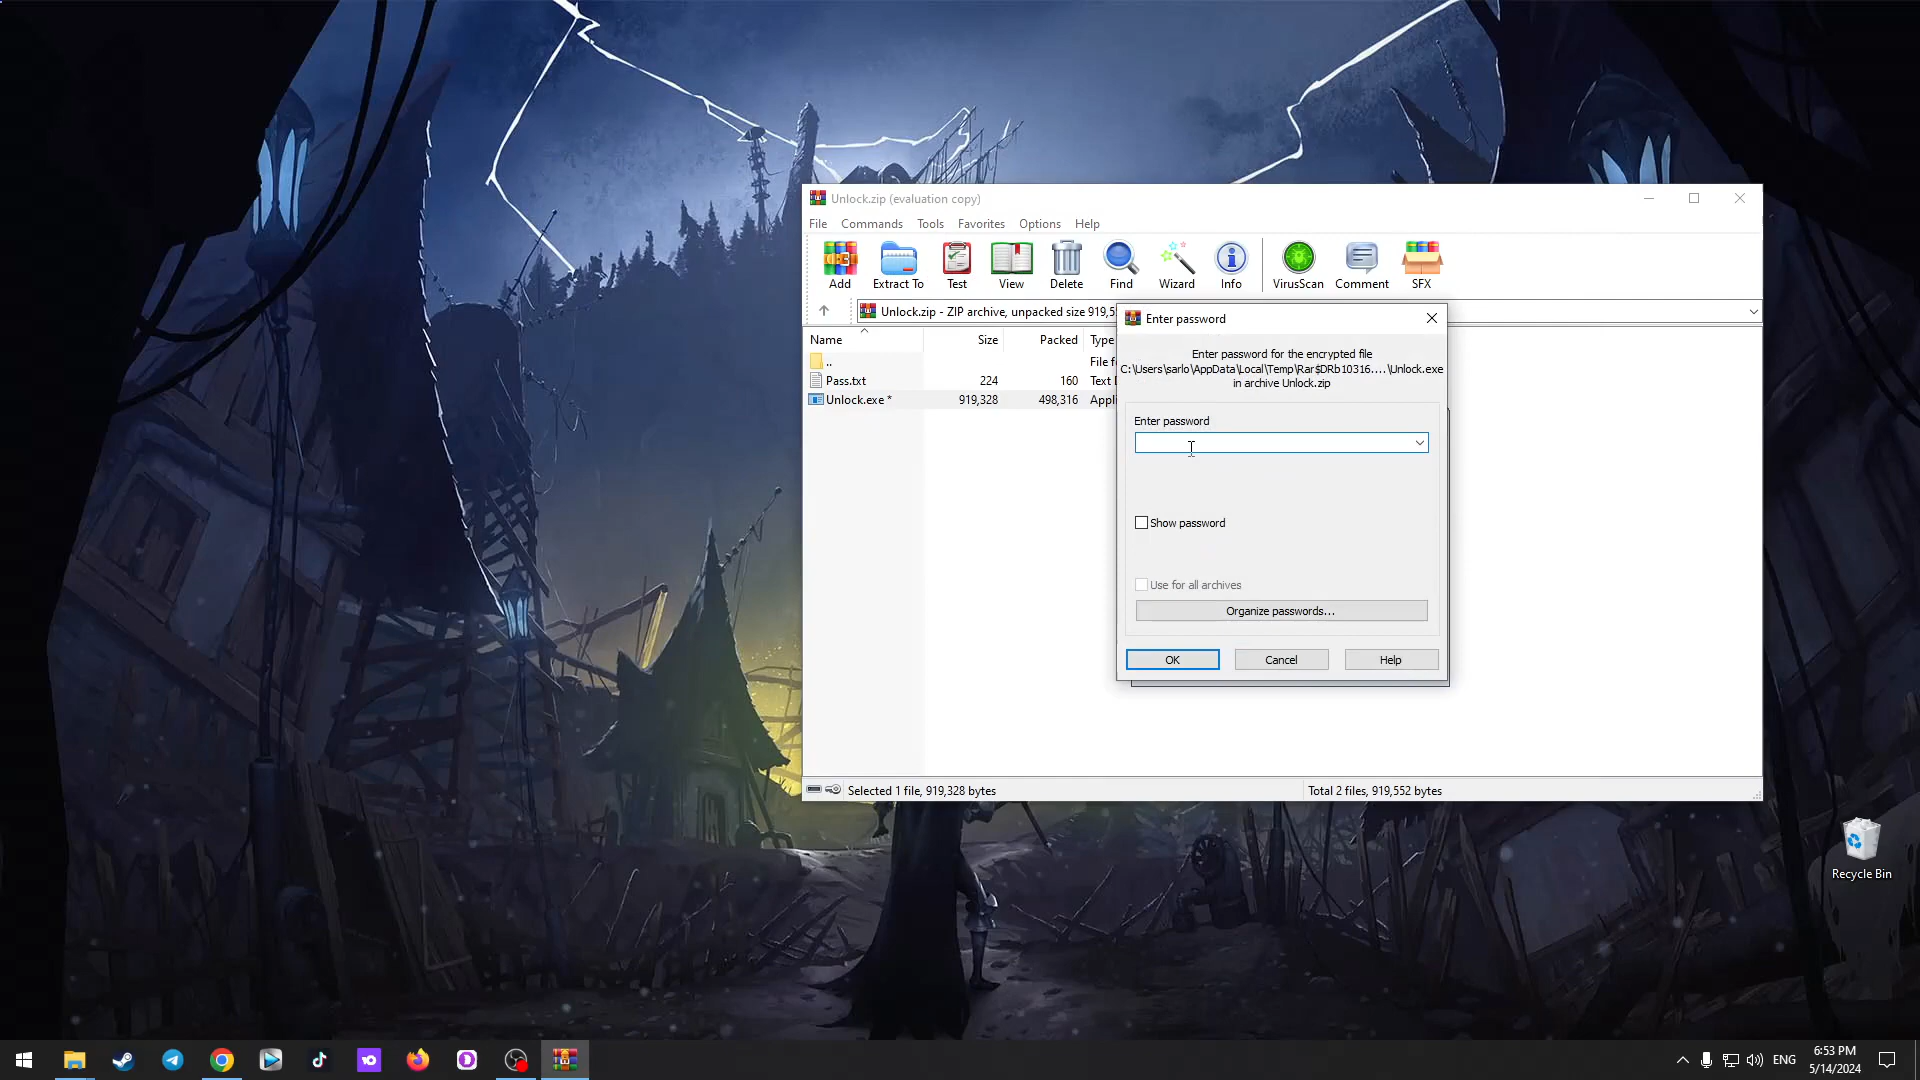 Unlock.zip (evaluation copy)
File Commands Tools Favorites Options Help
Add Extract To Test View Delete Find Wizard Info VirusScan Comment SFX
Unlock.zip - ZIP archive, unpacked size 919,5
Name Size Packed Type
.. File f
Pass.txt 224 160 Text D
Unlock.exe * 919,328 498,316 Appli
Enter password
Enter password for the encrypted file
C:\Users\sarlo\AppData\Local\Temp\Rar$DRb10316....\Unlock.exe
in archive Unlock.zip
Enter password
Show password
Use for all archives
Organize passwords...
OK Cancel Help
Selected 1 file, 919,328 bytes Total 2 files, 919,552 bytes
Recycle Bin
ENG
6:53 PM
5/14/2024